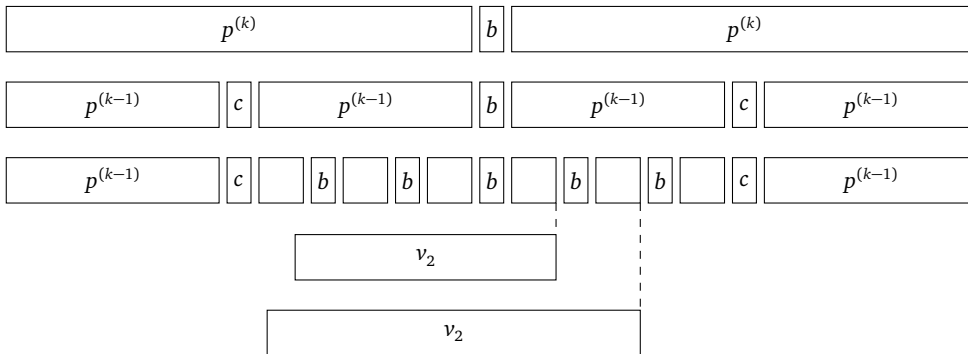 p^{(k)} b p^{(k)}
p^{(k−1)} c p^{(k−1)} b p^{(k−1)} c p^{(k−1)}
p^{(k−1)} c b b b b b c p^{(k−1)}
v_2
v_2